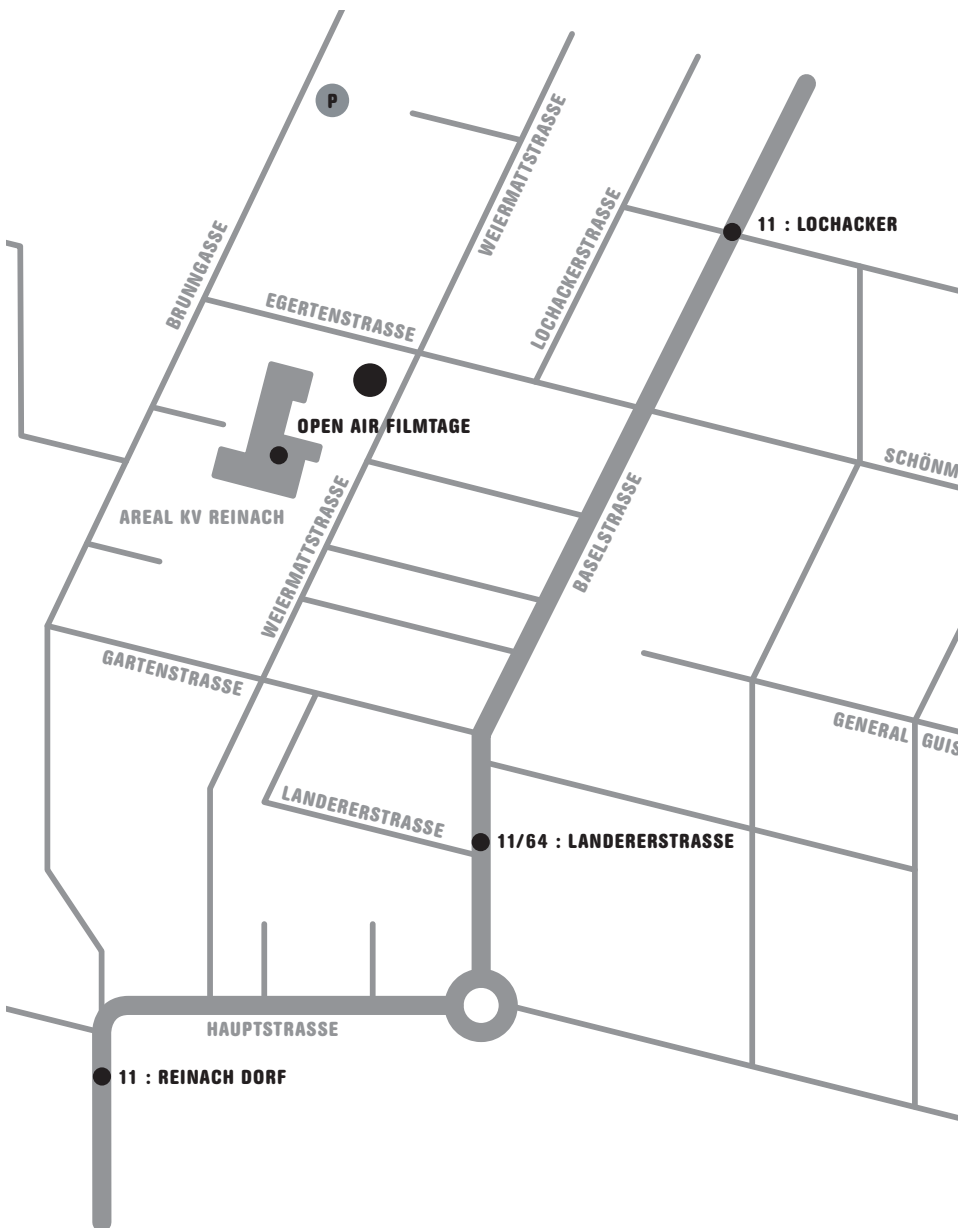 P
WEIERMATTSTRASSE
LOCHACKERSTRASSE
11 : LOCHACKER
BRUNNGASSE
EGERTENSTRASSE
OPEN AIR FILMTAGE
SCHÖNM
AREAL KV REINACH
WEIERMATTSTRASSE
BASELSTRASSE
GARTENSTRASSE
GENERAL GUIS
LANDERERSTRASSE
11/64 : LANDERERSTRASSE
HAUPTSTRASSE
11 : REINACH DORF